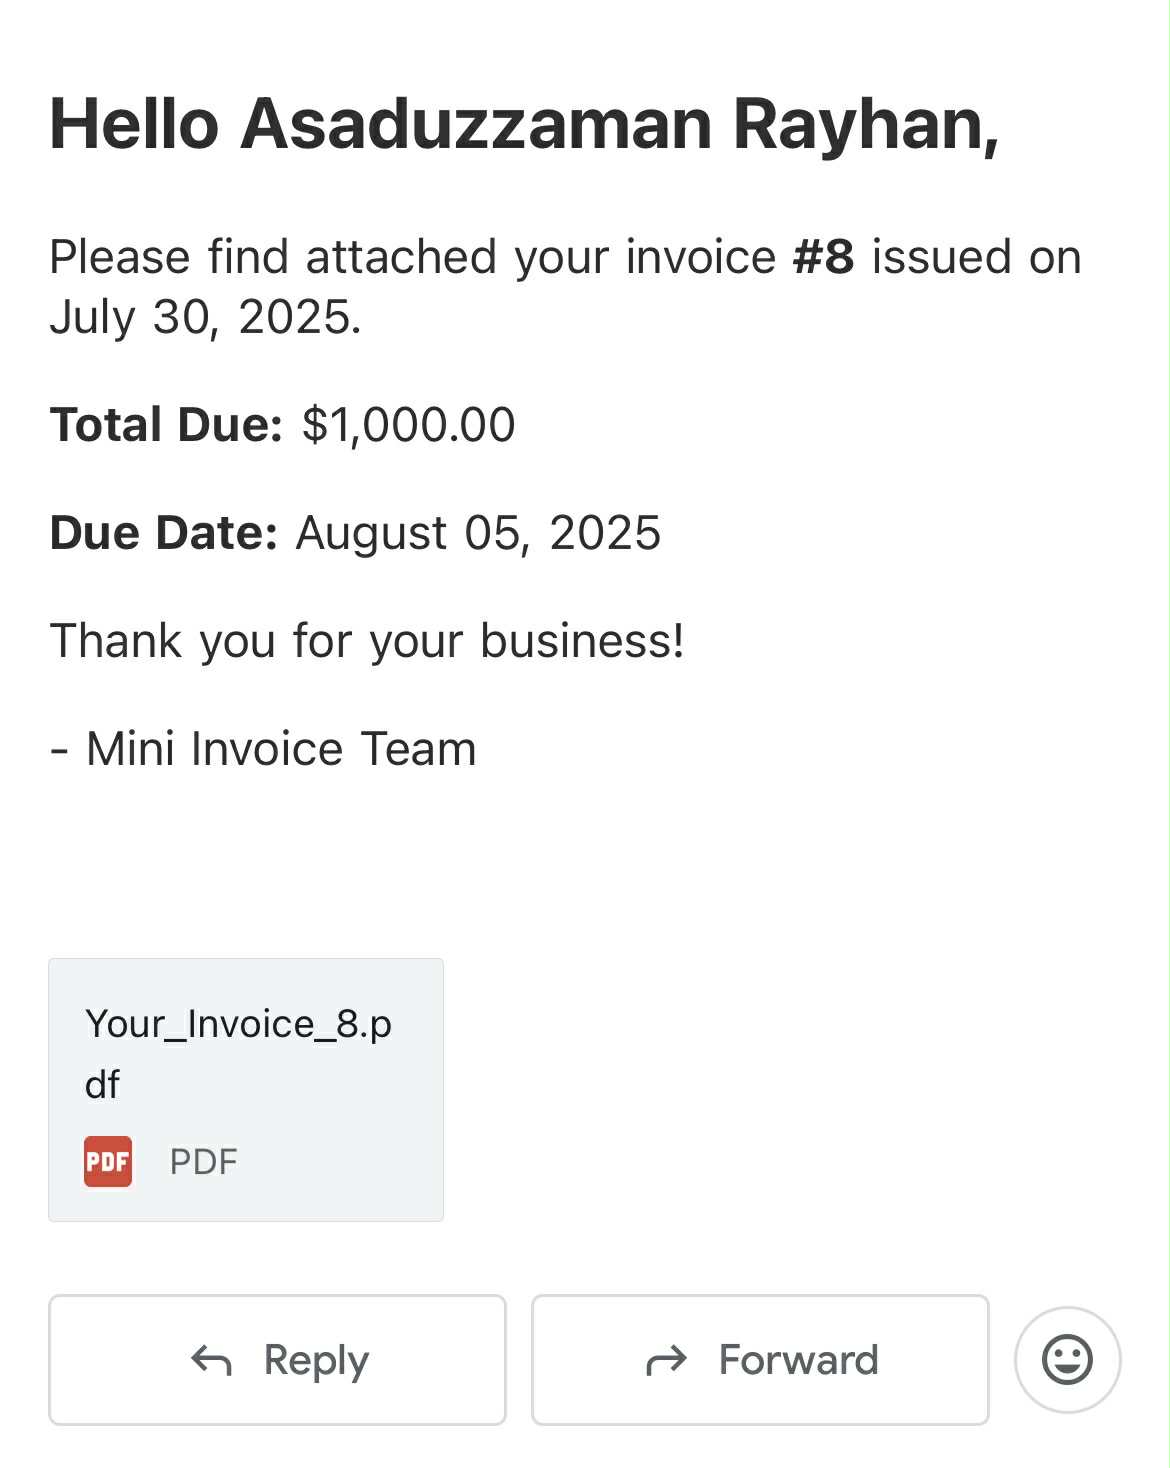 Hello Asaduzzaman Rayhan,
Please find attached your invoice #8 issued on
July 30, 2025.
Total Due: $1,000.00
Due Date: August 05, 2025
Thank you for your business!
- Mini Invoice Team
Your_Invoice_8.p
df
PDF PDF
Reply Forward